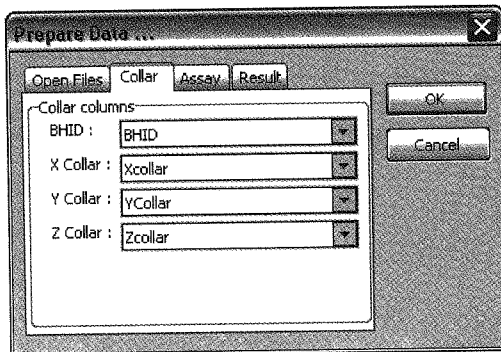 Prepare Data ...
Open Files Collar Assay Result
Collar columns
BHID : BHID
X Collar : Xcollar
Y Collar : YCollar
Z Collar : Zcollar
OK
Cancel